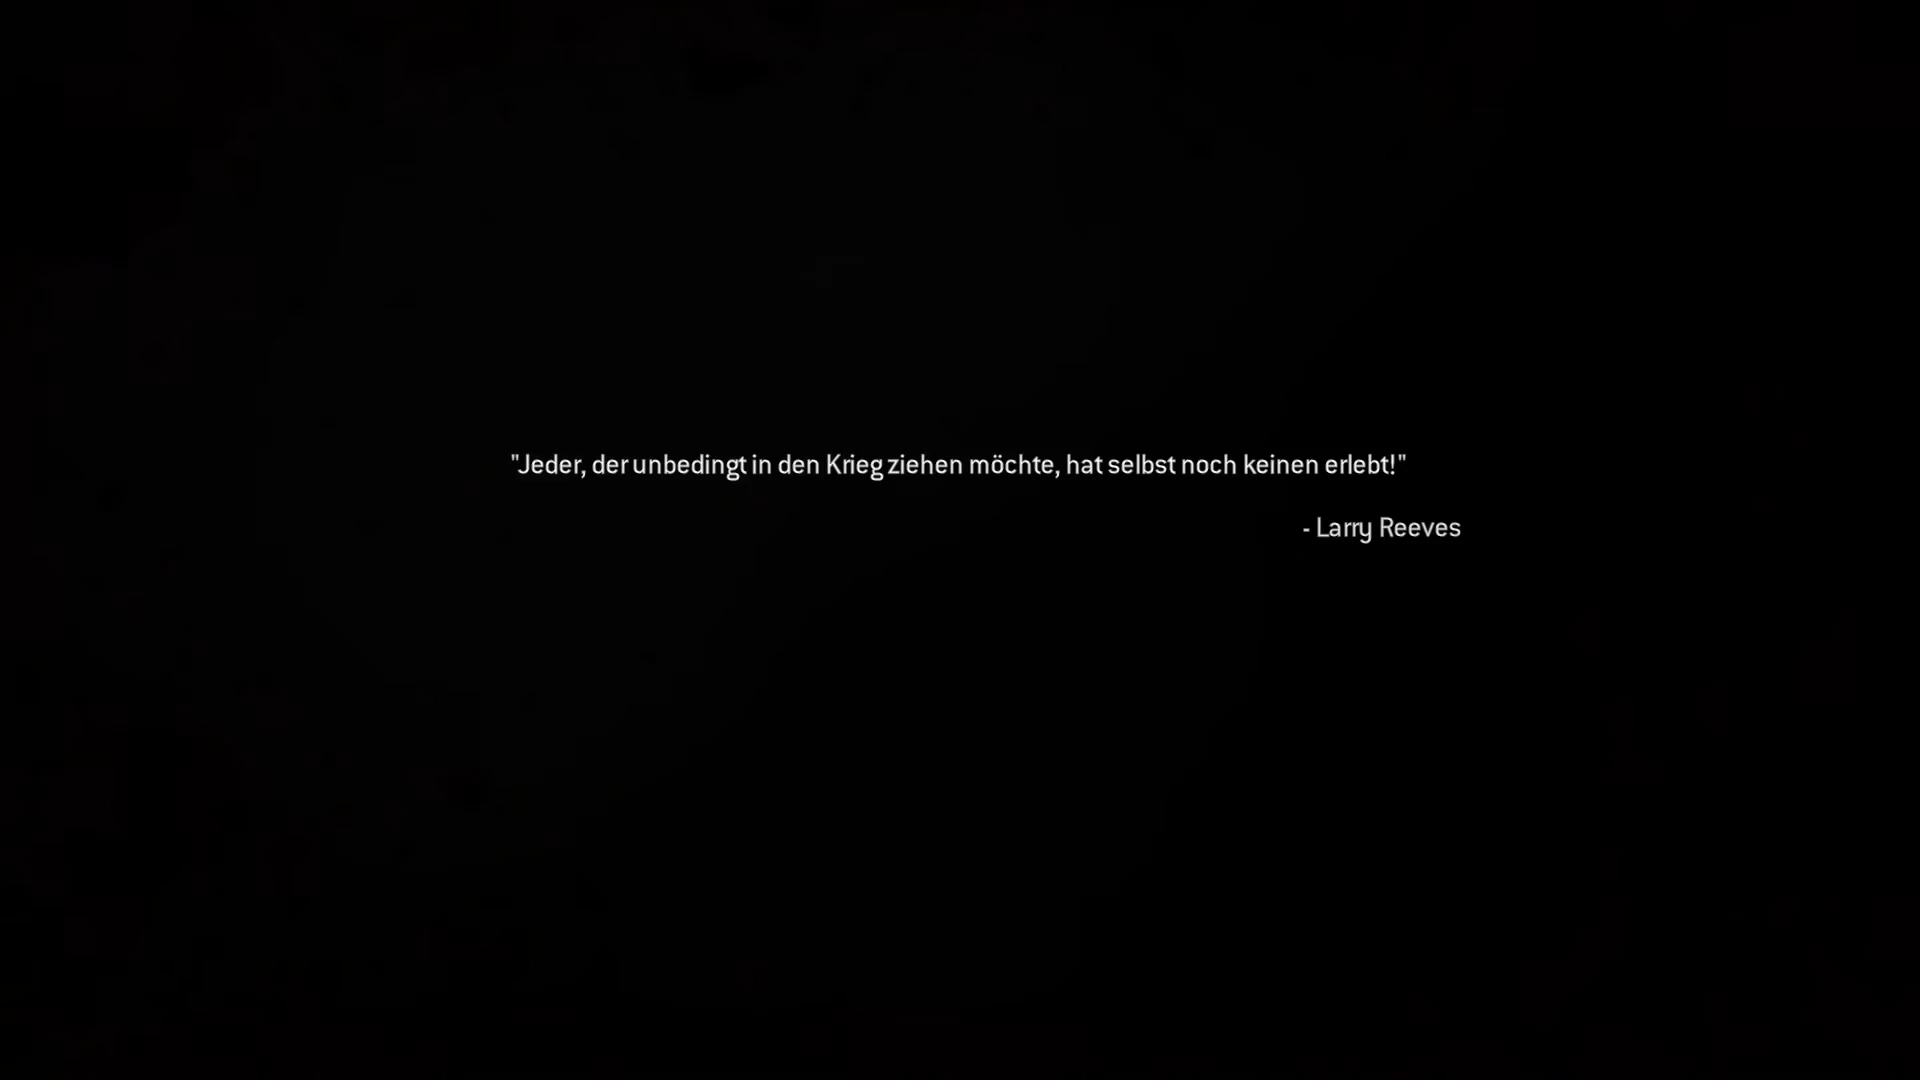 "Jeder, der unbedingt in den Krieg ziehen möchte, hat selbst noch keinen erlebt!"
- Larry Reeves